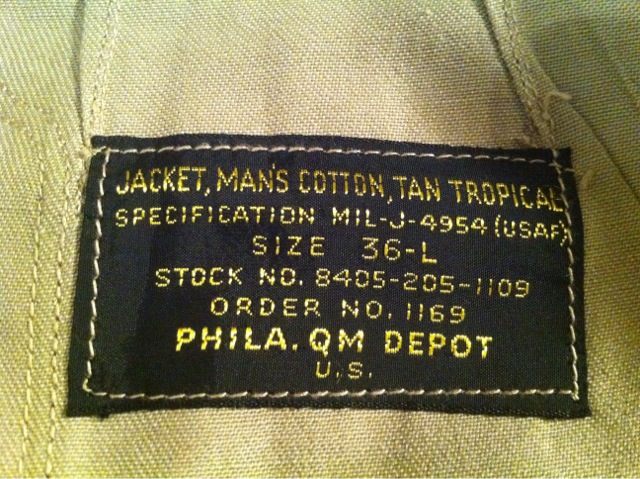 JACKET, MAN'S COTTON, TAN TROPICAL
SPECIFICATION MIL-J-4954 (USAF)
SIZE 36-L
STOCK NO. 8405-205-1109
ORDER NO. 1169
PHILA. QM DEPOT
U.S.